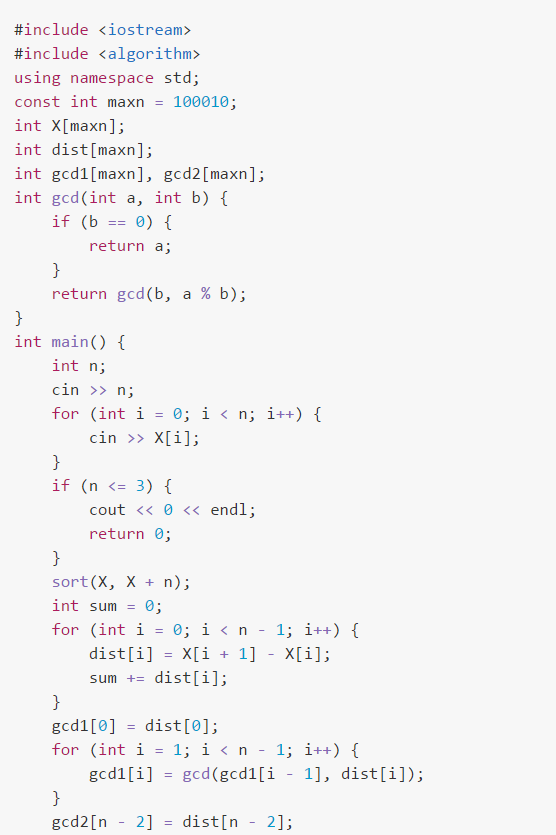 #include <iostream>
#include <algorithm>
using namespace std;
const int maxn = 100010;
int X[maxn];
int dist[maxn];
int gcd1[maxn], gcd2[maxn];
int gcd(int a, int b) {
    if (b == 0) {
        return a;
    }
    return gcd(b, a % b);
}
int main() {
    int n;
    cin >> n;
    for (int i = 0; i < n; i++) {
        cin >> X[i];
    }
    if (n <= 3) {
        cout << 0 << endl;
        return 0;
    }
    sort(X, X + n);
    int sum = 0;
    for (int i = 0; i < n - 1; i++) {
        dist[i] = X[i + 1] - X[i];
        sum += dist[i];
    }
    gcd1[0] = dist[0];
    for (int i = 1; i < n - 1; i++) {
        gcd1[i] = gcd(gcd1[i - 1], dist[i]);
    }
    gcd2[n - 2] = dist[n - 2];